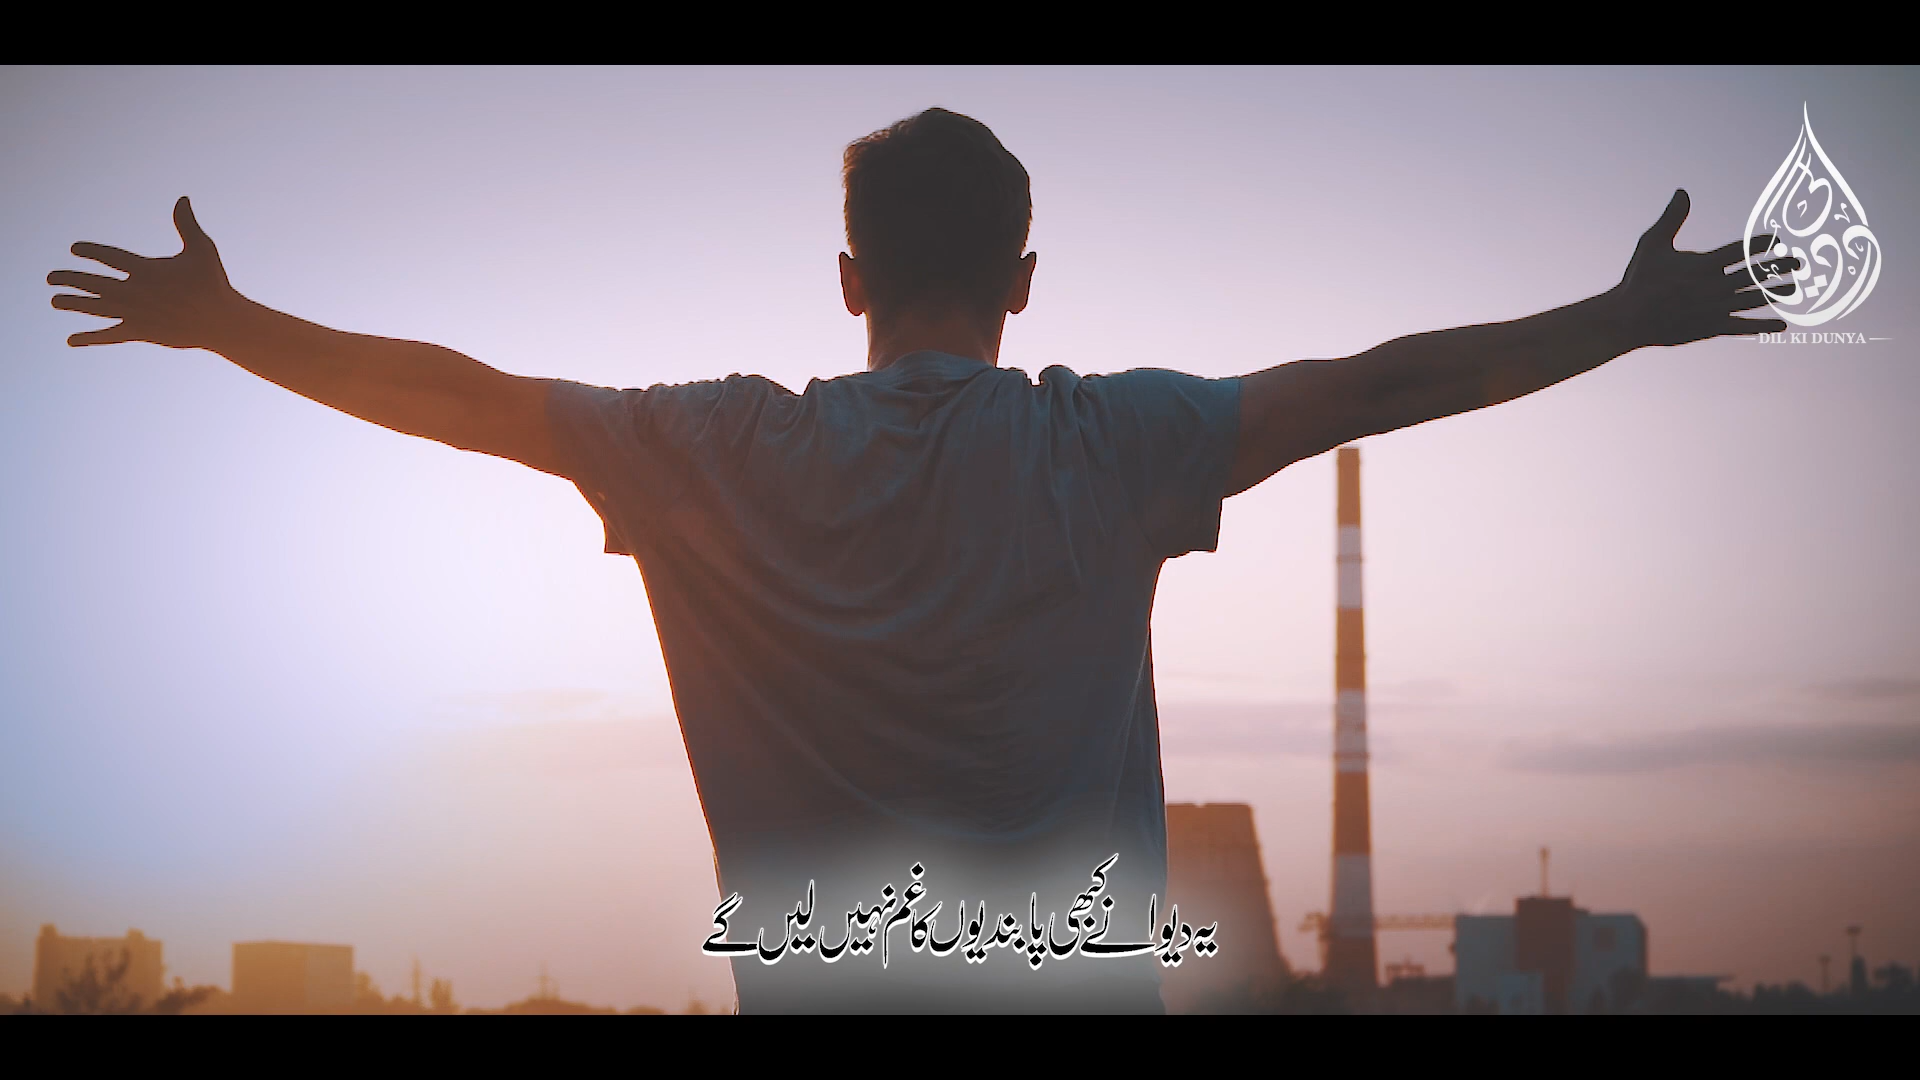 DIL KI DUNYA
یہ دیوانے کبھی پابندیوں کا غم نہیں لیں گے